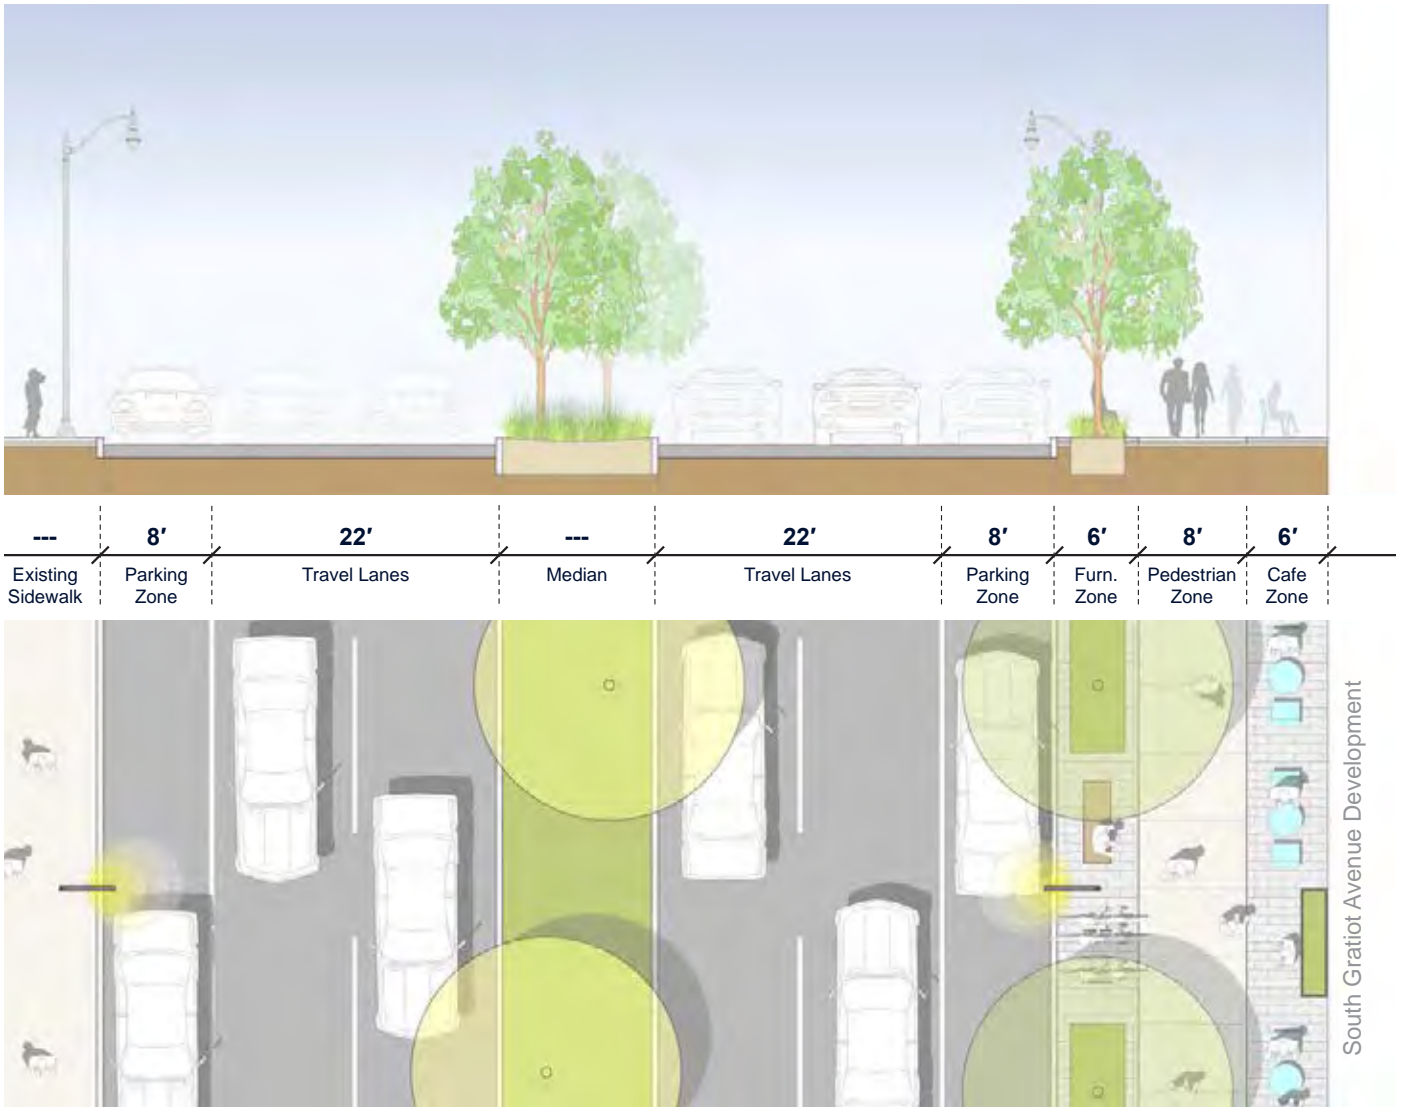 --- 8′ 22′ --- 22′ 8′ 6′ 8′ 6′
Existing Parking Travel Lanes Median Travel Lanes Parking Furn. Pedestrian Cafe
Sidewalk Zone Zone Zone Zone Zone
South Gratiot Avenue Development